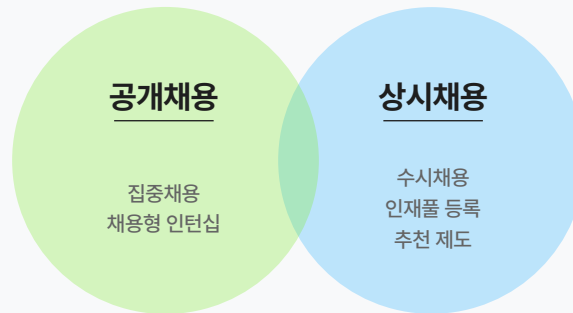 공개채용
집중채용
채용형 인턴십
상시채용
수시채용
인재풀 등록
추천 제도